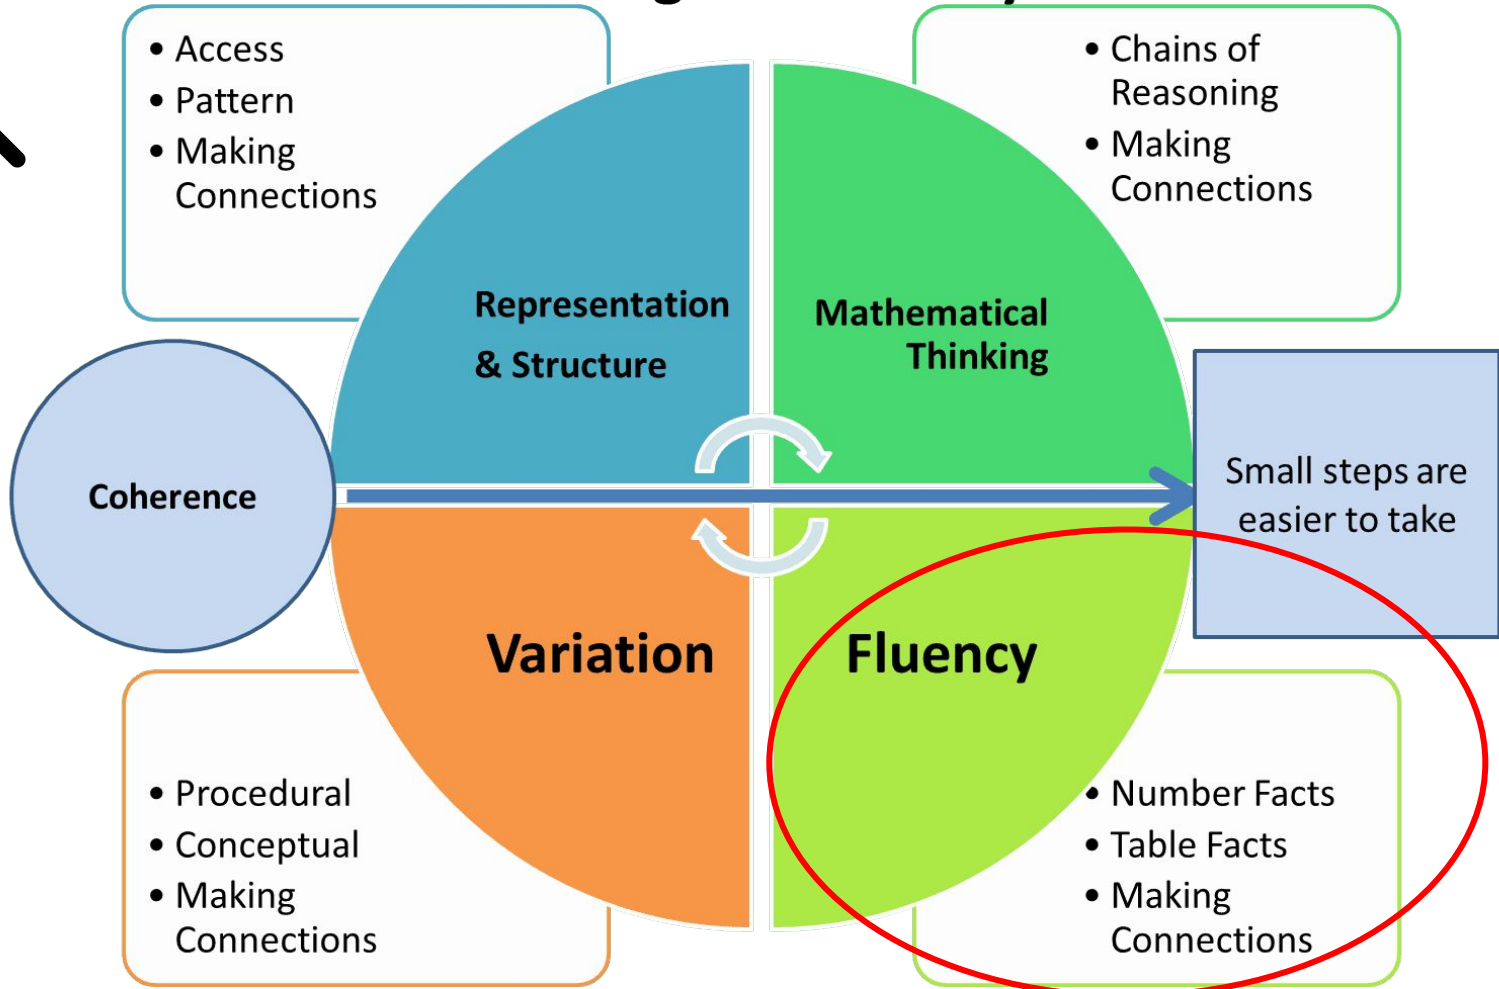 • Access
• Pattern
• Making
Connections
• Chains of
Reasoning
• Making
Connections
Representation
& Structure
Mathematical
Thinking
Coherence
Small steps are
easier to take
Variation
Fluency
• Procedural
• Conceptual
• Making
Connections
• Number Facts
• Table Facts
• Making
Connections